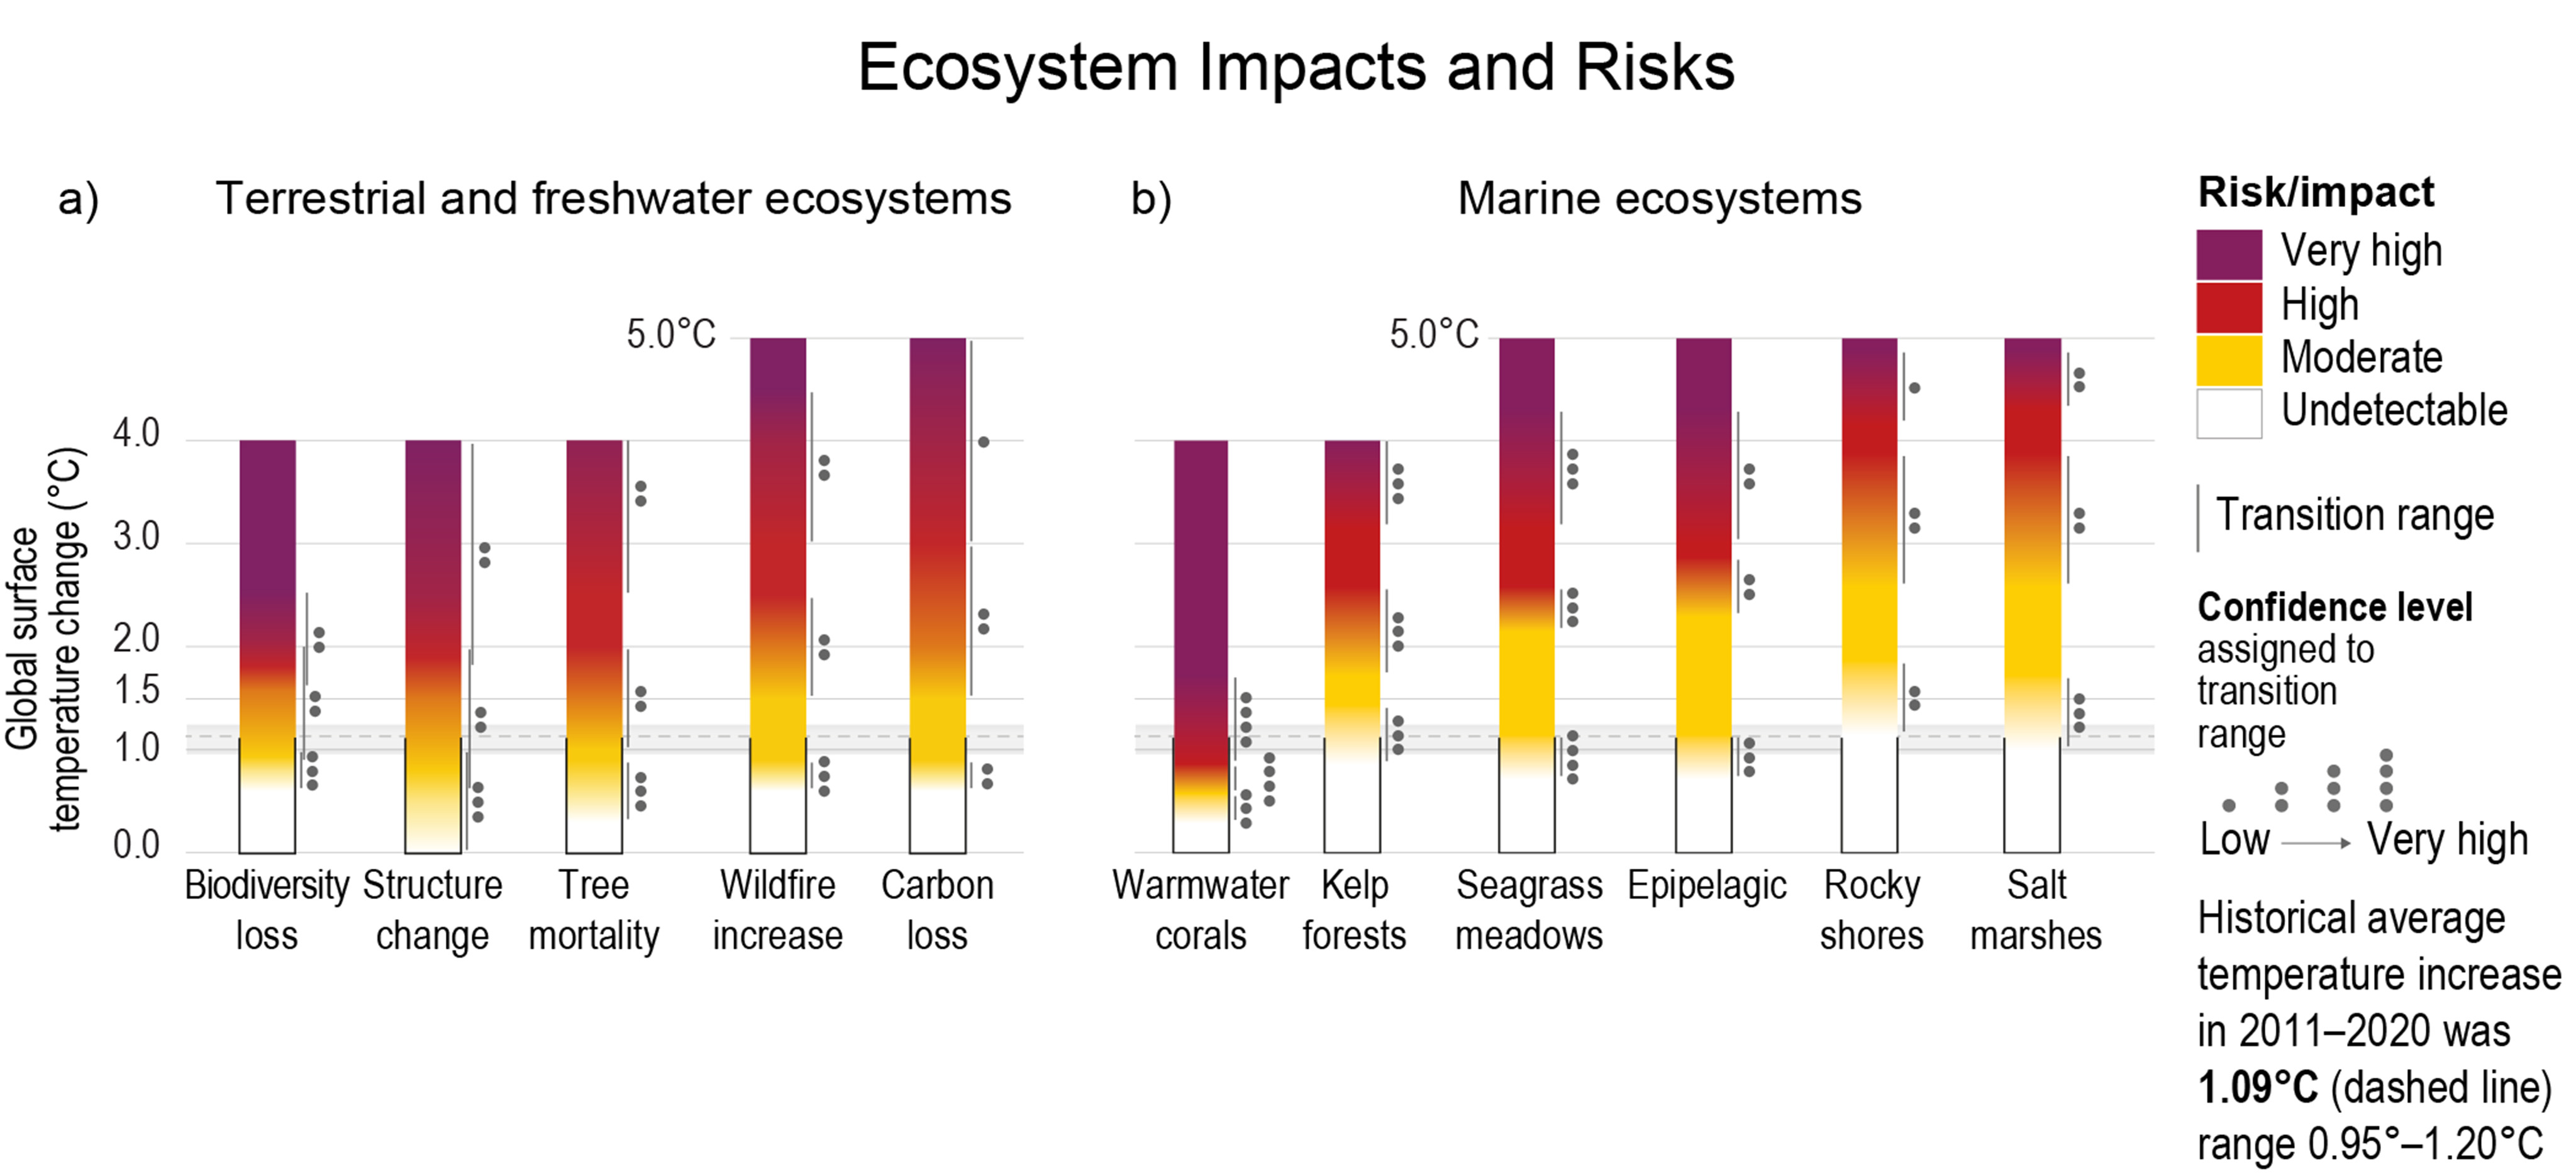 Ecosystem Impacts and Risks
a)
Terrestrial and freshwater ecosystems
Global surface
temperature change (°C)
5.0°C
4.0
3.0
2.0
1.5
1.0
0.0
Biodiversity
loss
Structure
change
Tree
mortality
Wildfire
increase
Carbon
loss
b)
Marine ecosystems
5.0°C
Warmwater
corals
Kelp
forests
Seagrass
meadows
Epipelagic
Rocky
shores
Salt
marshes
Risk/impact
Very high
High
Moderate
Undetectable
Transition range
Confidence level
assigned to
transition
range
Low
Very high
Historical average
temperature increase
in 2011–2020 was
1.09°C (dashed line)
range 0.95°–1.20°C